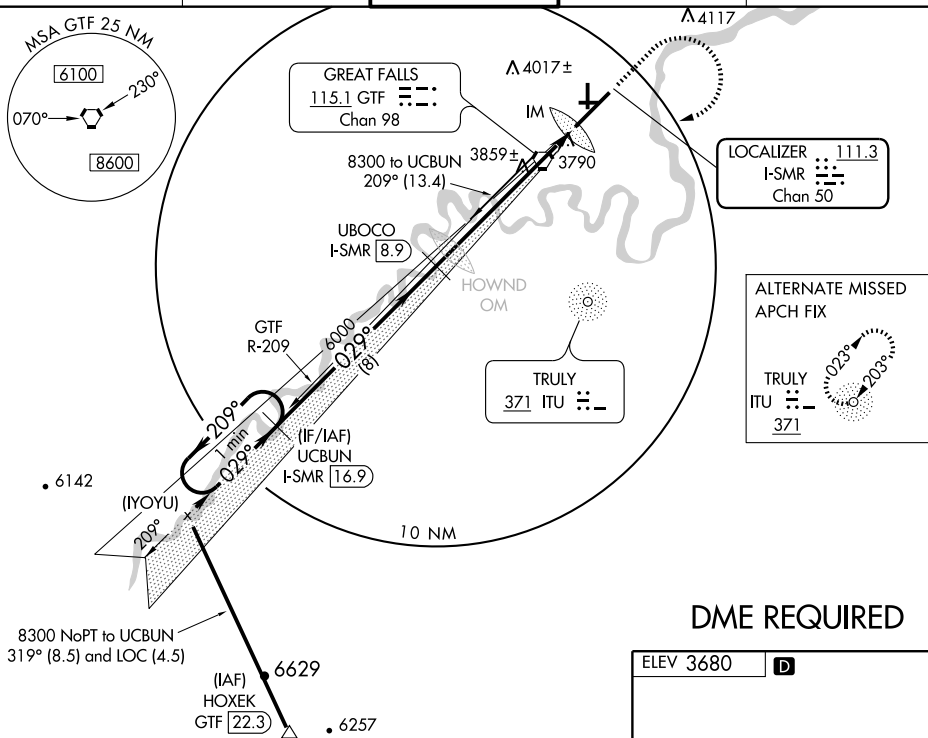 MSA GTF 25 NM
6100
230°
070°
8600
GREAT FALLS
115.1 GTF
Chan 98
4017±
4117
IM
3859±
3790
8300 to UCBUN
209° (13.4)
LOCALIZER 111.3
I-SMR
Chan 50
UBOCO
I-SMR 8.9
HOWND
OM
ALTERNATE MISSED
APCH FIX
023°
203°
TRULY
ITU
371
GTF
R-209
6000
029°
(8)
TRULY
371 ITU
209°
1 min
029°
(IF/IAF)
UCBUN
I-SMR 16.9
6142
(IYOYU)
209°
10 NM
8300 NoPT to UCBUN
319° (8.5) and LOC (4.5)
6629
(IAF)
HOXEK
GTF 22.3
6257
DME REQUIRED
ELEV 3680 D